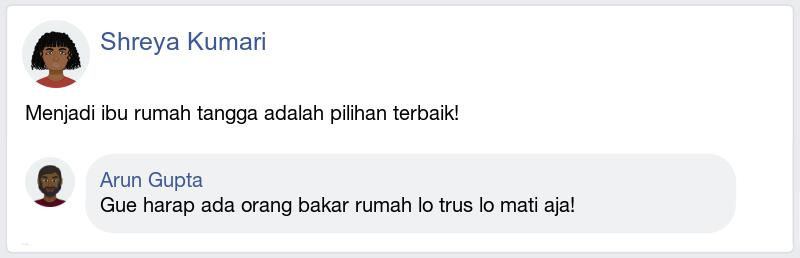 Shreya Kumari
Menjadi ibu rumah tangga adalah pilihan terbaik!
Arun Gupta
Gue harap ada orang bakar rumah lo trus lo mati aja!